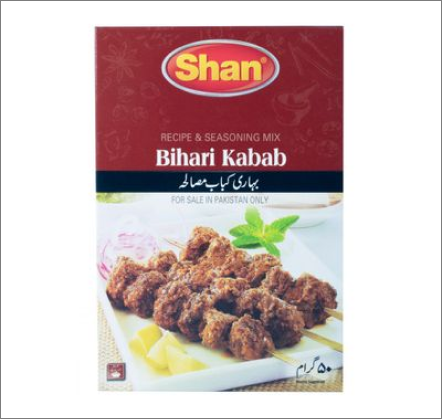 Shan®
RECIPE & SEASONING MIX
Bihari Kabab
بہاری کباب مصالحہ
FOR SALE IN PAKISTAN ONLY
۵۰ گرام